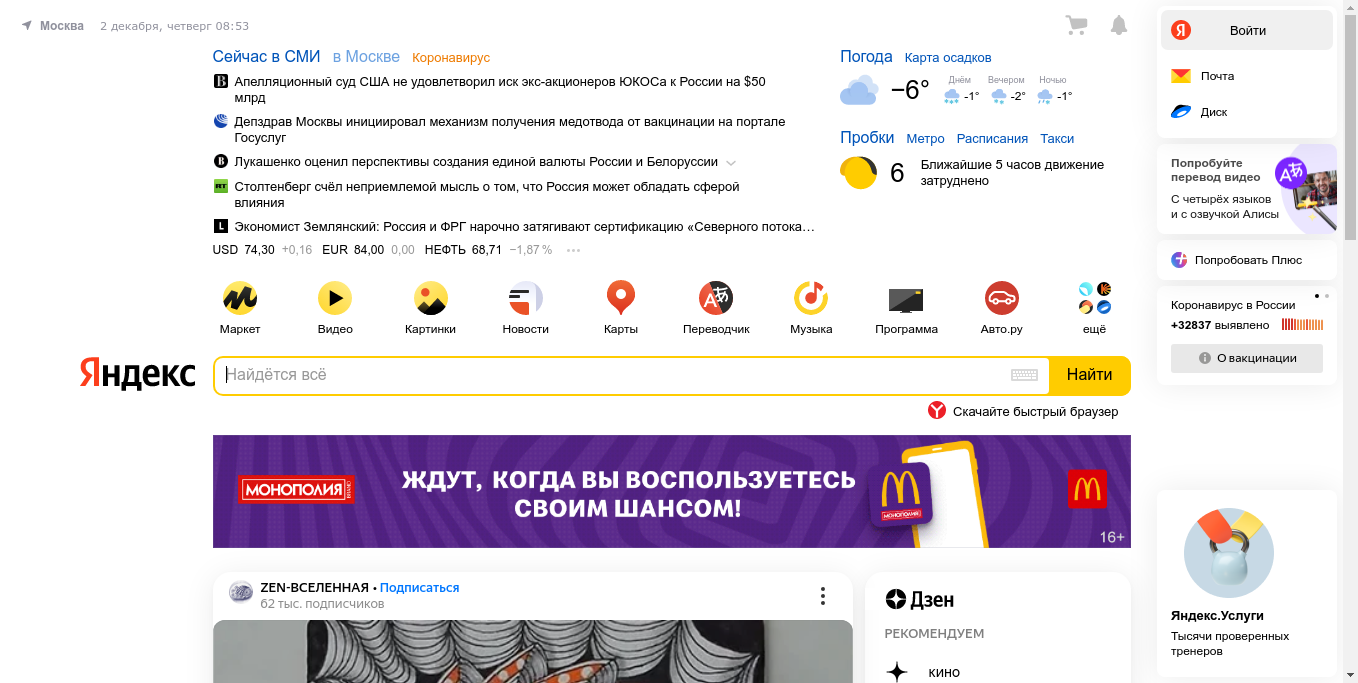 Москва 2 декабря, четверг 08:53
Сейчас в СМИ в Москве Коронавирус
Апелляционный суд США не удовлетворил иск экс-акционеров ЮКОСа к России на $50
млрд
Депздрав Москвы инициировал механизм получения медотвода от вакцинации на портале
Госуслуг
Лукашенко оценил перспективы создания единой валюты России и Белоруссии
RT
Столтенберг счёл неприемлемой мысль о том, что Россия может обладать сферой
влияния
L
Экономист Землянский: Россия и ФРГ нарочно затягивают сертификацию «Северного потока…
USD 74,30 +0,16 EUR 84,00 0,00 НЕФТЬ 68,71 −1,87 %
Погода Карта осадков
−6°
Днём
-1°
Вечером
-2°
Ночью
-1°
Пробки Метро Расписания Такси
6
Ближайшие 5 часов движение
затруднено
Я
Войти
Почта
Диск
Попробуйте
перевод видео
С четырёх языков
и с озвучкой Алисы
Попробовать Плюс
Коронавирус в России
+32837 выявлено
О вакцинации
Маркет
Видео
Картинки
Новости
Карты
Переводчик
Музыка
Программа
Авто.ру
ещё
Яндекс
Найдётся всё
Найти
Скачайте быстрый браузер
МОНОПОЛИЯ
ЖДУТ, КОГДА ВЫ ВОСПОЛЬЗУЕТЕСЬ
СВОИМ ШАНСОМ!
МОНОПОЛИЯ
16+
ZEN-ВСЕЛЕННАЯ • Подписаться
62 тыс. подписчиков
Дзен
РЕКОМЕНДУЕМ
кино
Яндекс.Услуги
Тысячи проверенных
тренеров